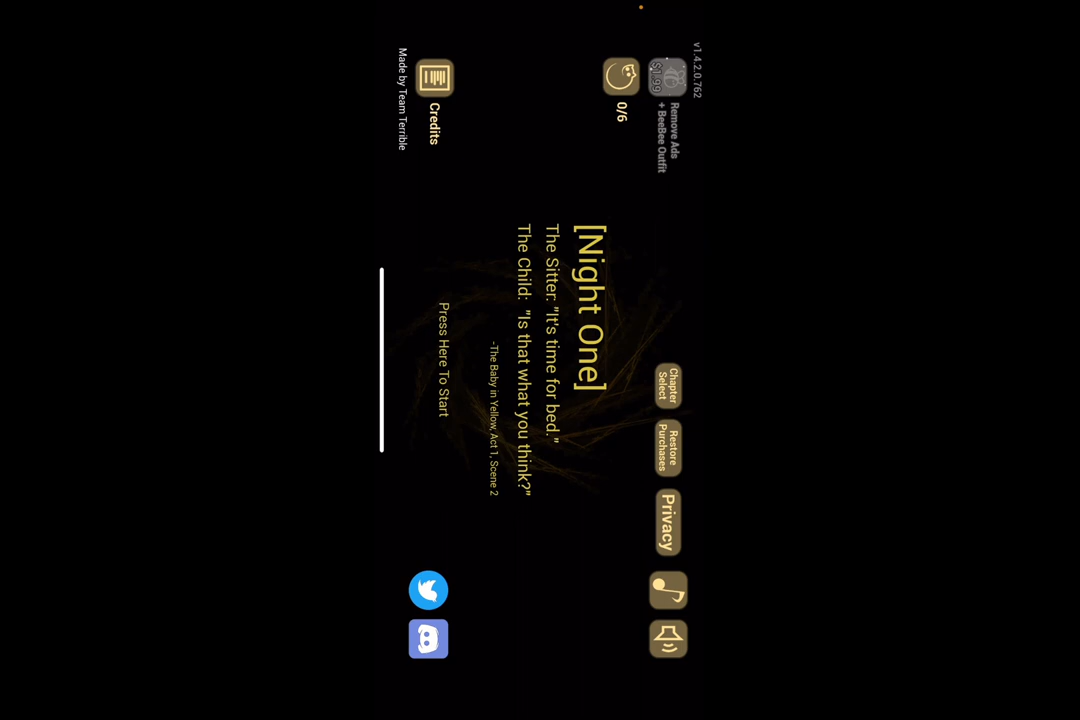 v1.4.2.0.762
$1.99
Remove Ads
+ BeeBee Outfit
Chapter
Select
Restore
Purchases
Privacy
0/6
[Night One]
The Sitter: "It's time for bed."
The Child: "Is that what you think?"
-The Baby in Yellow, Act 1, Scene 2
Press Here To Start
Credits
Made by Team Terrible